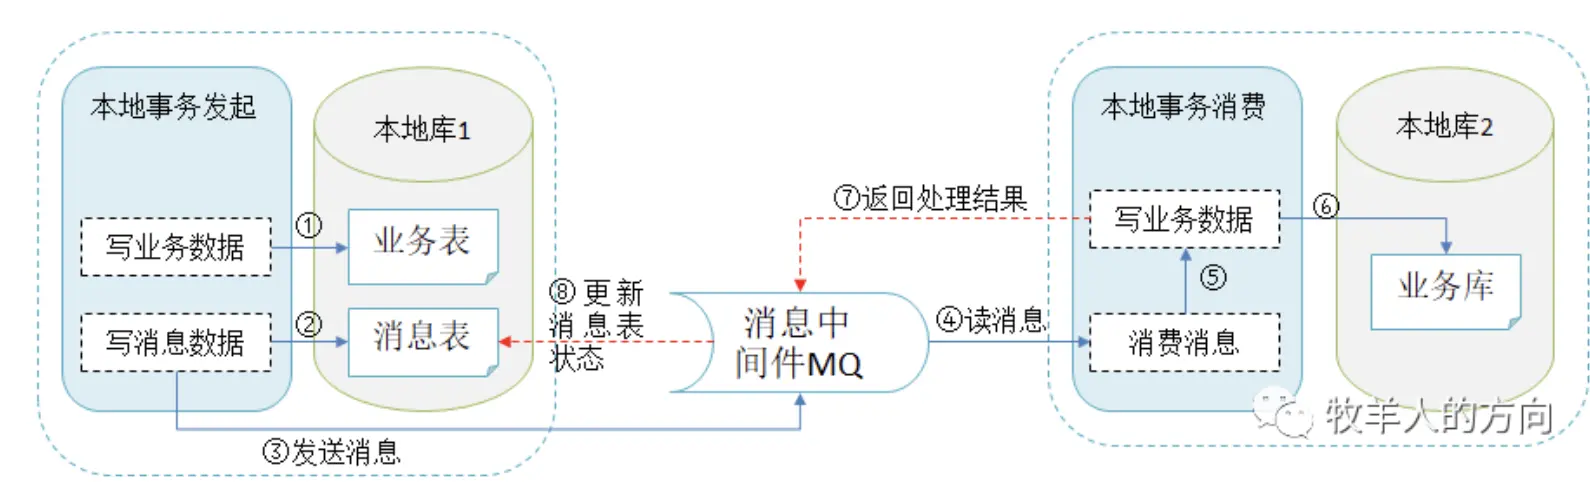 本地事务发起
本地库1
写业务数据
①
业务表
写消息数据
②
消息表
③发送消息
⑧更新
消息表
状态
消息中
间件MQ
⑦返回处理结果
④读消息
本地事务消费
本地库2
写业务数据
⑥
⑤
业务库
消费消息
牧羊人的方向